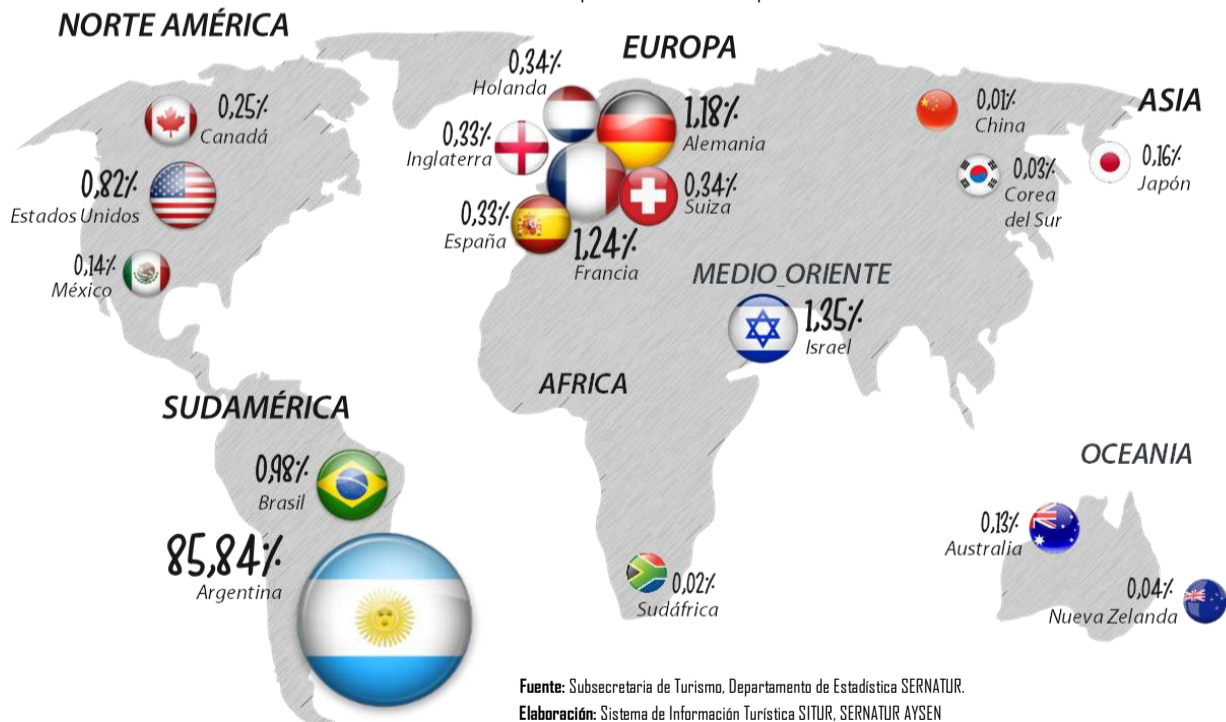 NORTE AMÉRICA
0,25%
Canadá
0,82%
Estados Unidos
0,14%
México
EUROPA
0,34%
Holanda
0,33%
Inglaterra
1,18%
Alemania
0,34%
Suiza
0,33%
España
1,24%
Francia
ASIA
0,01%
China
0,03%
Corea
del Sur
0,16%
Japón
MEDIO_ORIENTE
1,35%
Israel
AFRICA
0,02%
Sudáfrica
SUDAMÉRICA
0,98%
Brasil
85,84%
Argentina
OCEANIA
0,13%
Australia
0,04%
Nueva Zelanda
Fuente: Subsecretaria de Turismo, Departamento de Estadística SERNATUR.
Elaboración: Sistema de Información Turística SITUR, SERNATUR AYSEN